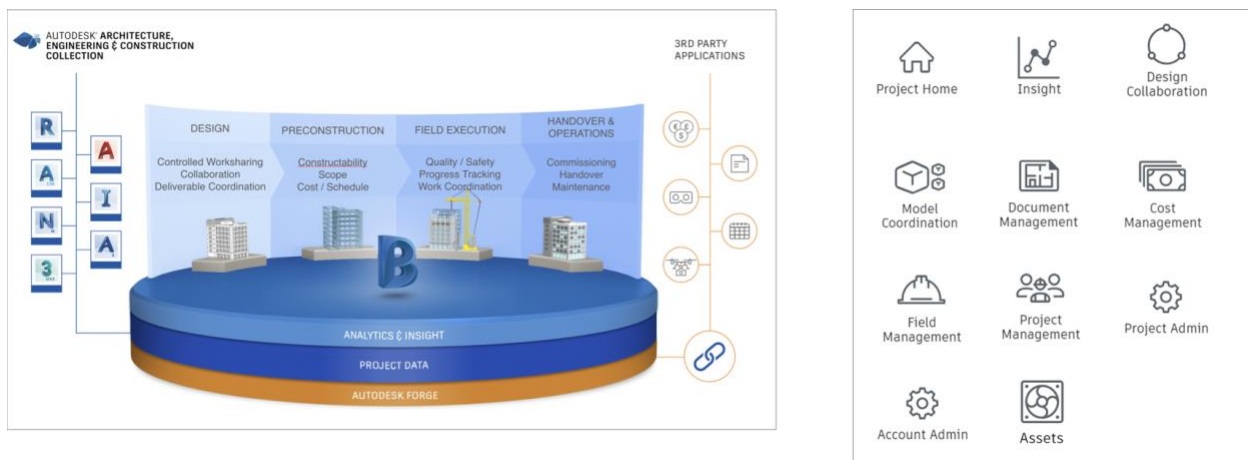 AUTODESK® ARCHITECTURE,
ENGINEERING & CONSTRUCTION
COLLECTION
3RD PARTY
APPLICATIONS
R
A
A
I
N
A
3
DESIGN
Controlled Worksharing
Collaboration
Deliverable Coordination
PRECONSTRUCTION
Constructability
Scope
Cost / Schedule
FIELD EXECUTION
Quality / Safety
Progress Tracking
Work Coordination
HANDOVER &
OPERATIONS
Commissioning
Handover
Maintenance
B
ANALYTICS & INSIGHT
PROJECT DATA
AUTODESK FORGE
Project Home
Insight
Design
Collaboration
Model
Coordination
Document
Management
Cost
Management
Field
Management
Project
Management
Project Admin
Account Admin
Assets